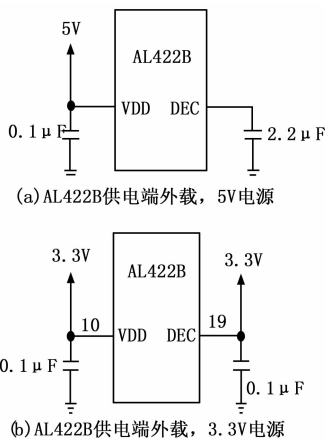 5V
AL422B
VDD DEC
0.1μF
2.2μF
(a)AL422B供电端外载，5V电源
3.3V
AL422B
3.3V
10
19
VDD DEC
0.1μF
0.1μF
(b)AL422B供电端外载，3.3V电源